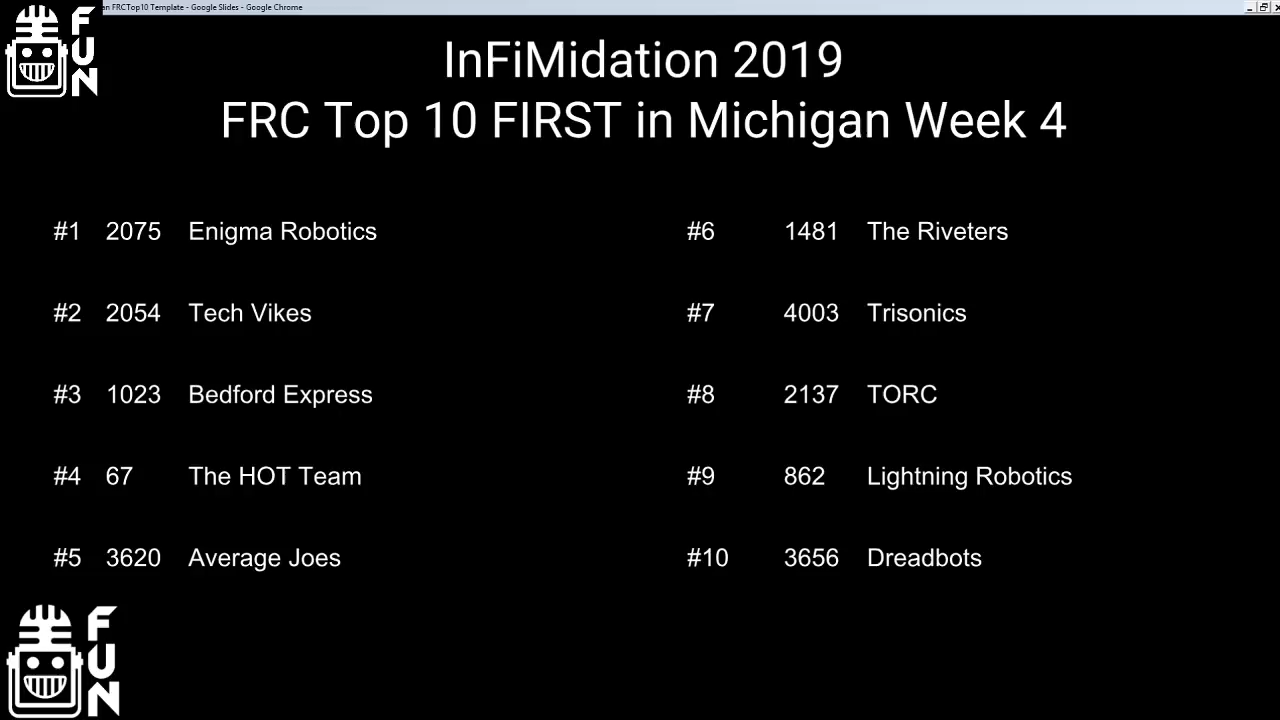 an FRCTop10 Template - Google Slides - Google Chrome
FUN
InFiMidation 2019
FRC Top 10 FIRST in Michigan Week 4
#1 2075 Enigma Robotics
#2 2054 Tech Vikes
#3 1023 Bedford Express
#4 67 The HOT Team
#5 3620 Average Joes
#6 1481 The Riveters
#7 4003 Trisonics
#8 2137 TORC
#9 862 Lightning Robotics
#10 3656 Dreadbots
FUN